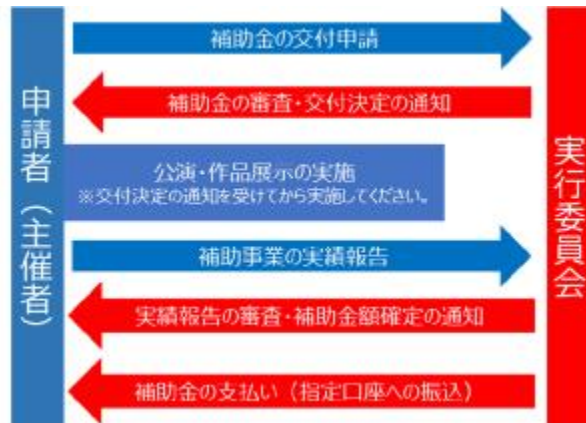 申請者（主催者）
補助金の交付申請
補助金の審査・交付決定の通知
公演・作品展示の実施
※交付決定の通知を受けてから実施してください。
補助事業の実績報告
実績報告の審査・補助金額確定の通知
補助金の支払い（指定口座への振込）
実行委員会